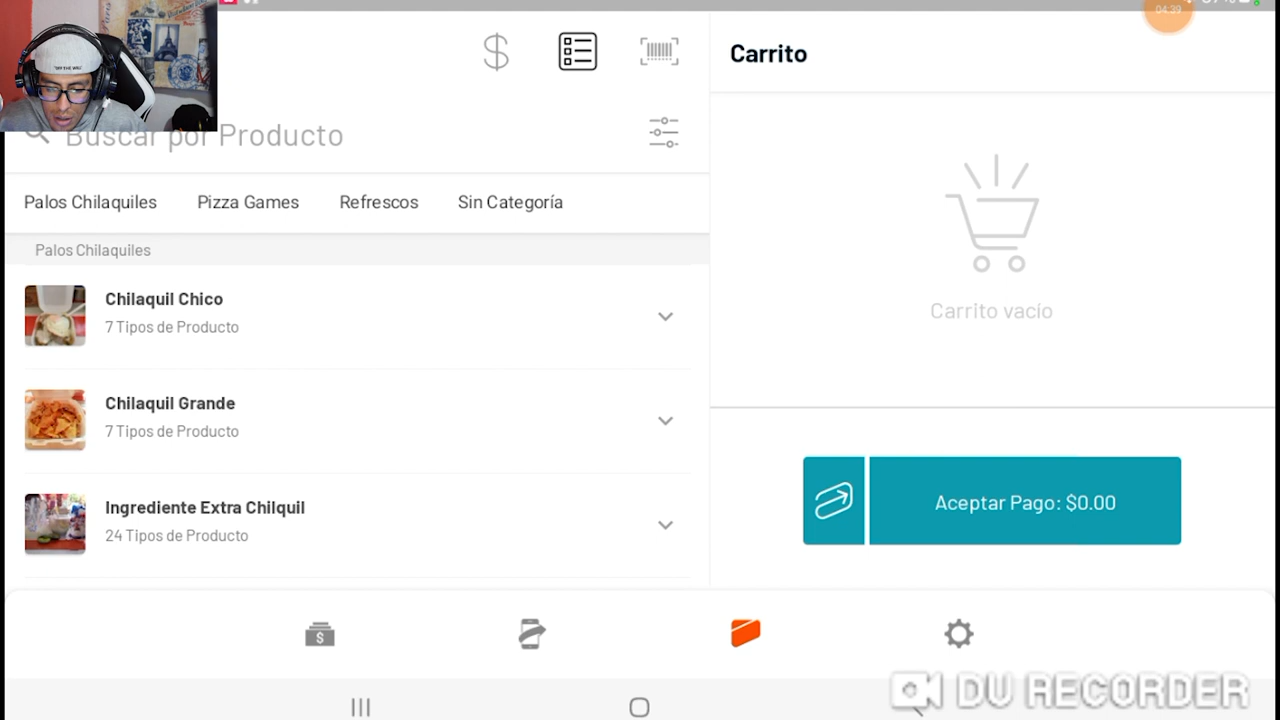 04:39
Carrito
Buscar por Producto
Palos Chilaquiles
Pizza Games
Refrescos
Sin Categoría
Palos Chilaquiles
Chilaquil Chico
7 Tipos de Producto
Chilaquil Grande
7 Tipos de Producto
Ingrediente Extra Chilquil
24 Tipos de Producto
Carrito vacío
Aceptar Pago: $0.00
DU RECORDER